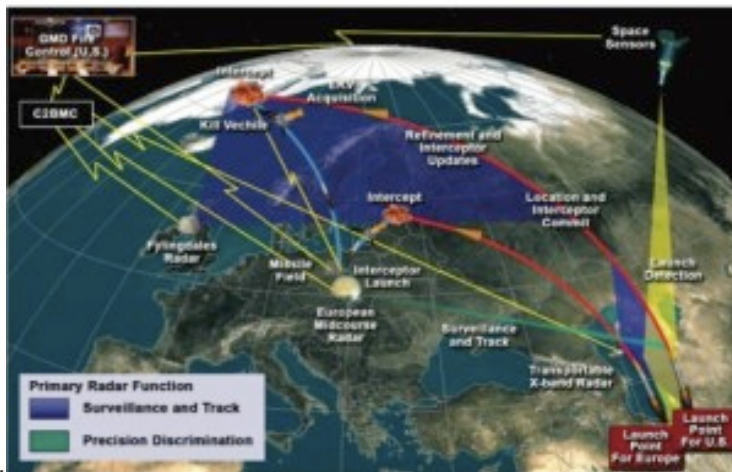 GMD Fire
Control (U.S.)
Space
Sensors
Intercept
EKV
Acquisition
C2BMC
Kill Vechile
Refinement and
Interceptor
Updates
Intercept
Location and
Interceptor
Commit
Fylingdales
Radar
Missile
Field
Interceptor
Launch
Launch
Detection
European
Midcourse
Radar
Surveillance
and Track
Transportable
X-band Radar
Primary Radar Function
Surveillance and Track
Precision Discrimination
Launch
Point
For Europe
Launch
Point
For U.S.